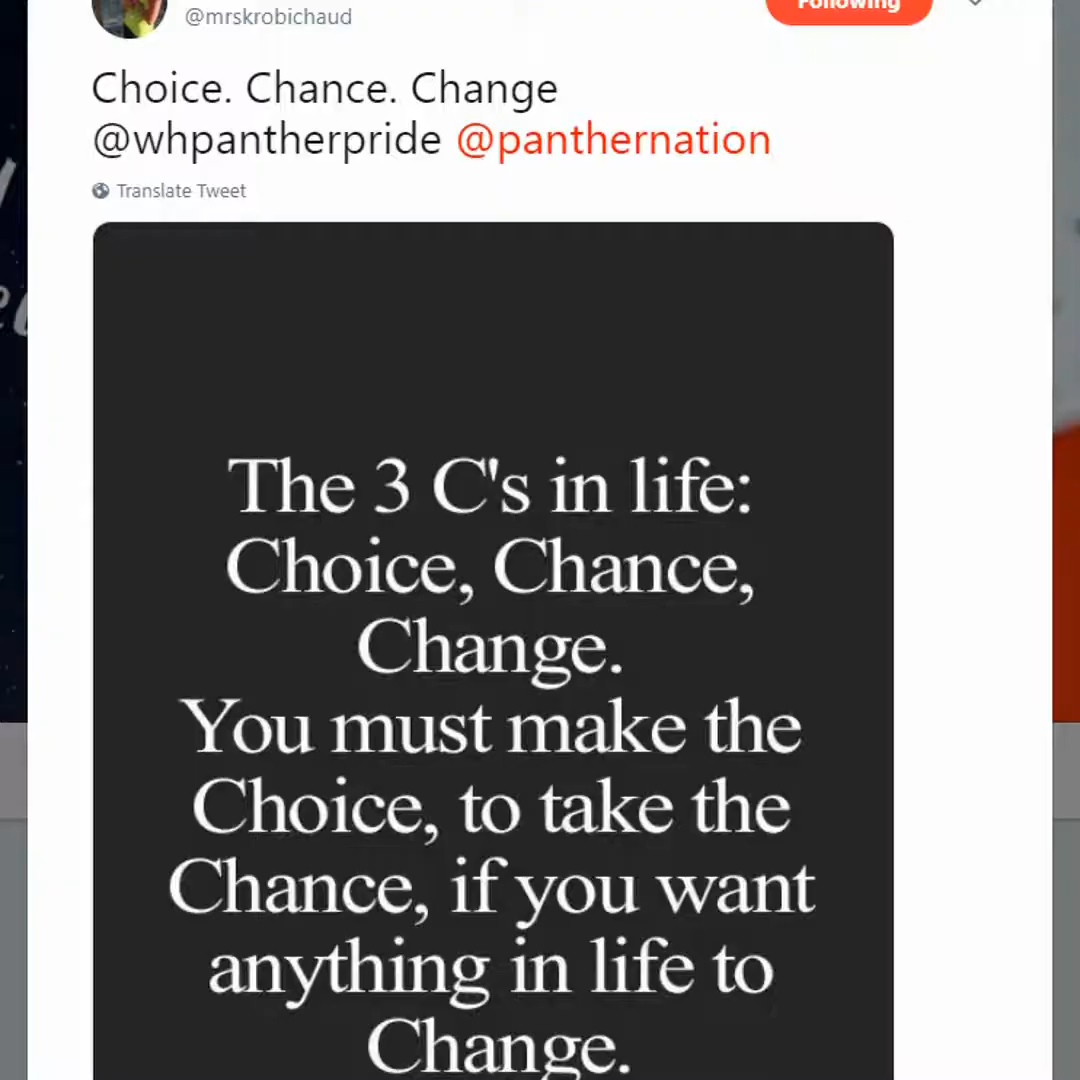 @mrskrobichaud
Following
Choice. Chance. Change
@whpantherpride @panthernation
Translate Tweet
The 3 C's in life:
Choice, Chance,
Change.
You must make the
Choice, to take the
Chance, if you want
anything in life to
Change.